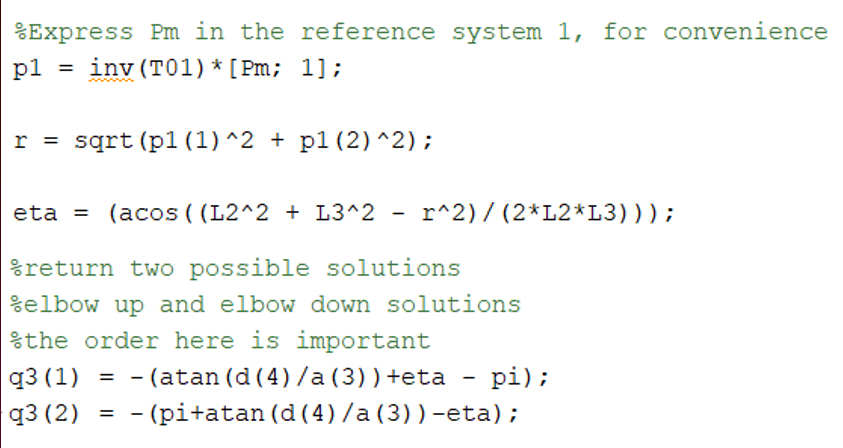 %Express Pm in the reference system 1, for convenience
p1 = inv(T01)*[Pm; 1];
r = sqrt(p1(1)^2 + p1(2)^2);
eta = (acos((L2^2 + L3^2 - r^2)/(2*L2*L3)));
%return two possible solutions
%elbow up and elbow down solutions
%the order here is important
q3(1) = -(atan(d(4)/a(3))+eta - pi);
q3(2) = -(pi+atan(d(4)/a(3))-eta);